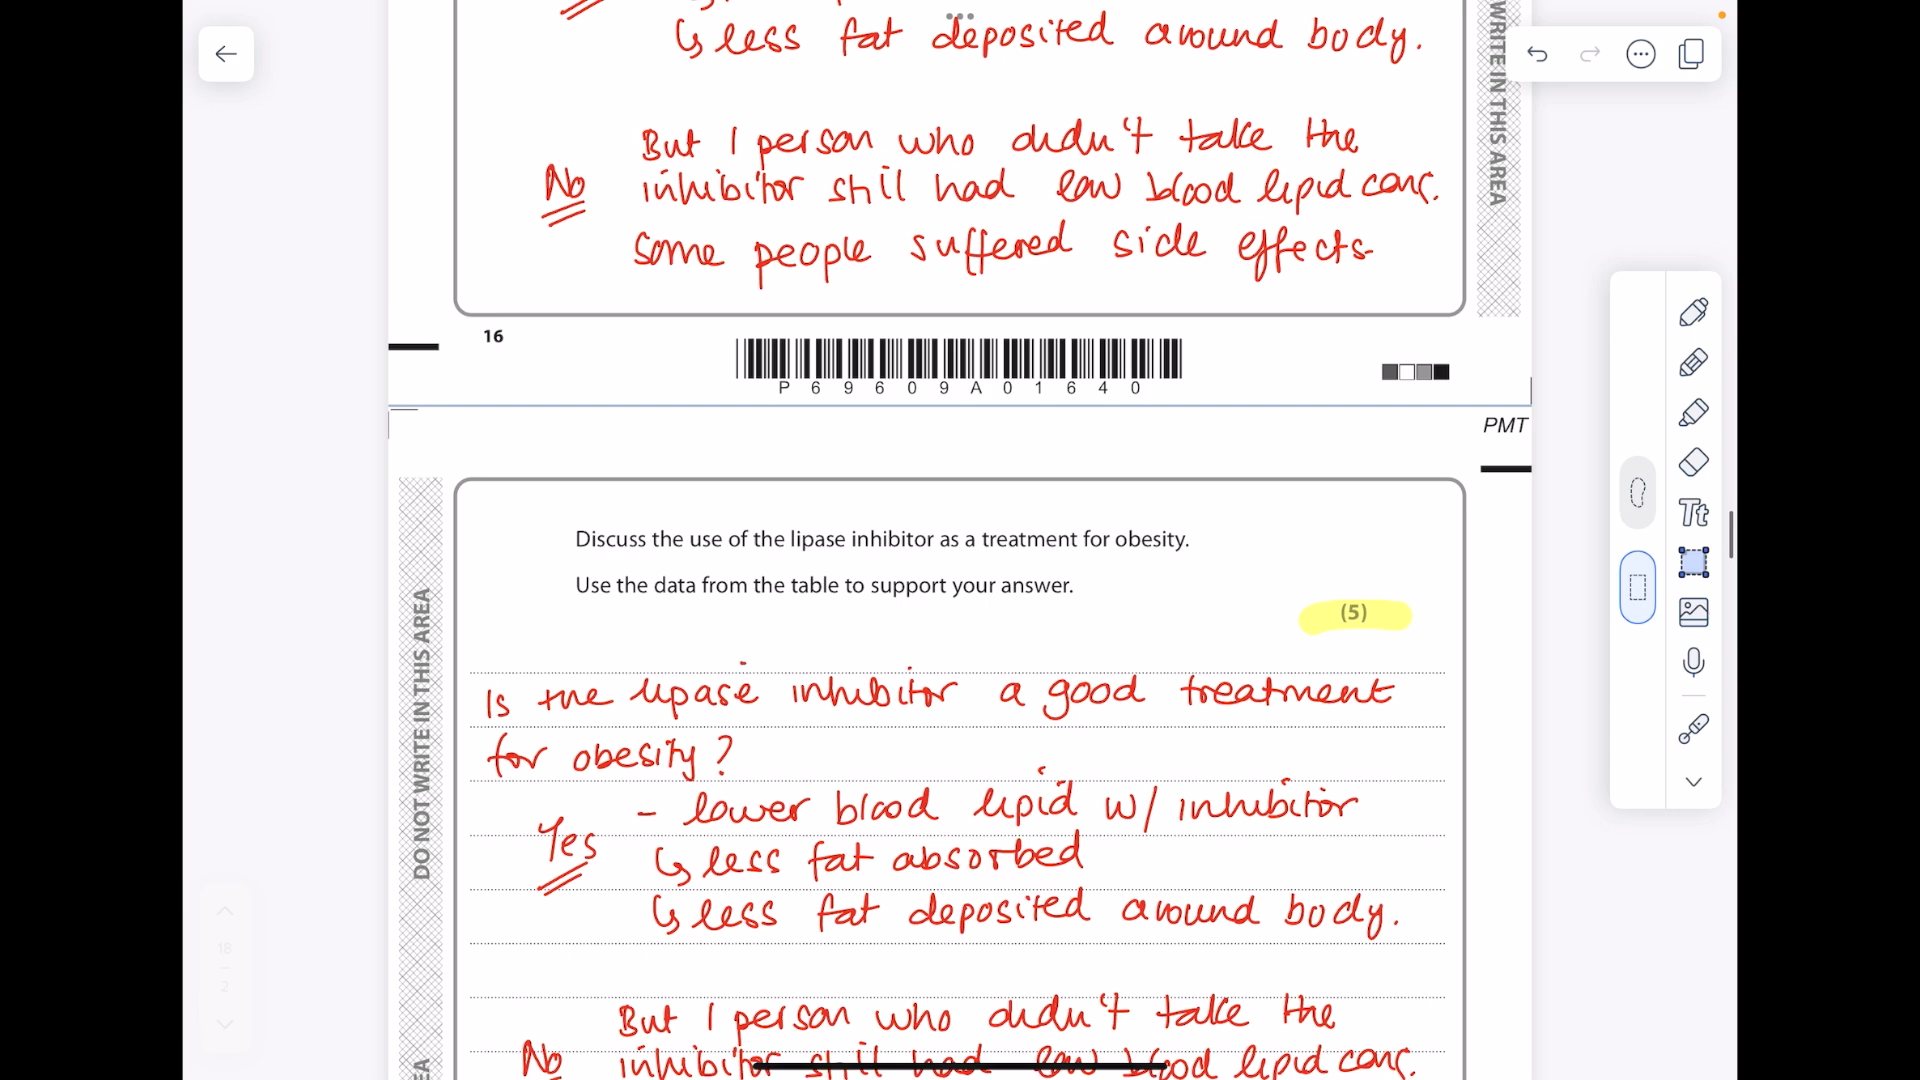 ↳ less fat deposited around body.
But 1 person who didn't take the
No inhibitor still had low blood lipid conc.
some people suffered side effects
WRITE IN THIS AREA
16
P 6 9 6 0 9 A 0 1 6 4 0
PMT
Discuss the use of the lipase inhibitor as a treatment for obesity.
Use the data from the table to support your answer.
(5)
DO NOT WRITE IN THIS AREA
Is the lipase inhibitor a good treatment
for obesity?
- lower blood lipid w/ inhibitor
Yes
↳ less fat absorbed
↳ less fat deposited around body.
But 1 person who didn't take the
No inhibitor still had low blood lipid conc.
EA
Tt
18
2